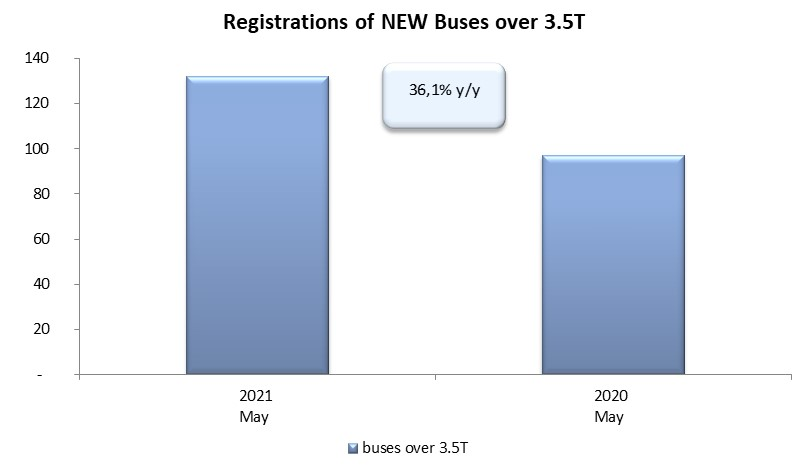 Registrations of NEW Buses over 3.5T
36,1% y/y
140
120
100
80
60
40
20
-
2021
May
2020
May
buses over 3.5T